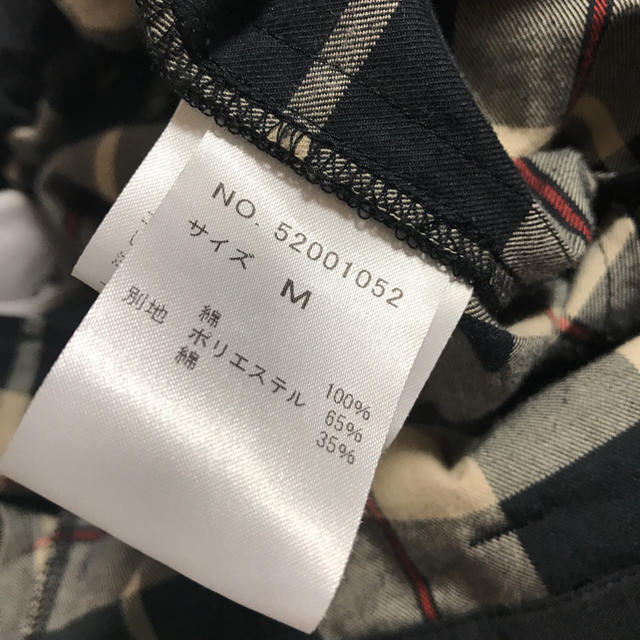 NO. 52001052
サイズ M
綿 100%
別地 ポリエステル 65%
綿 35%